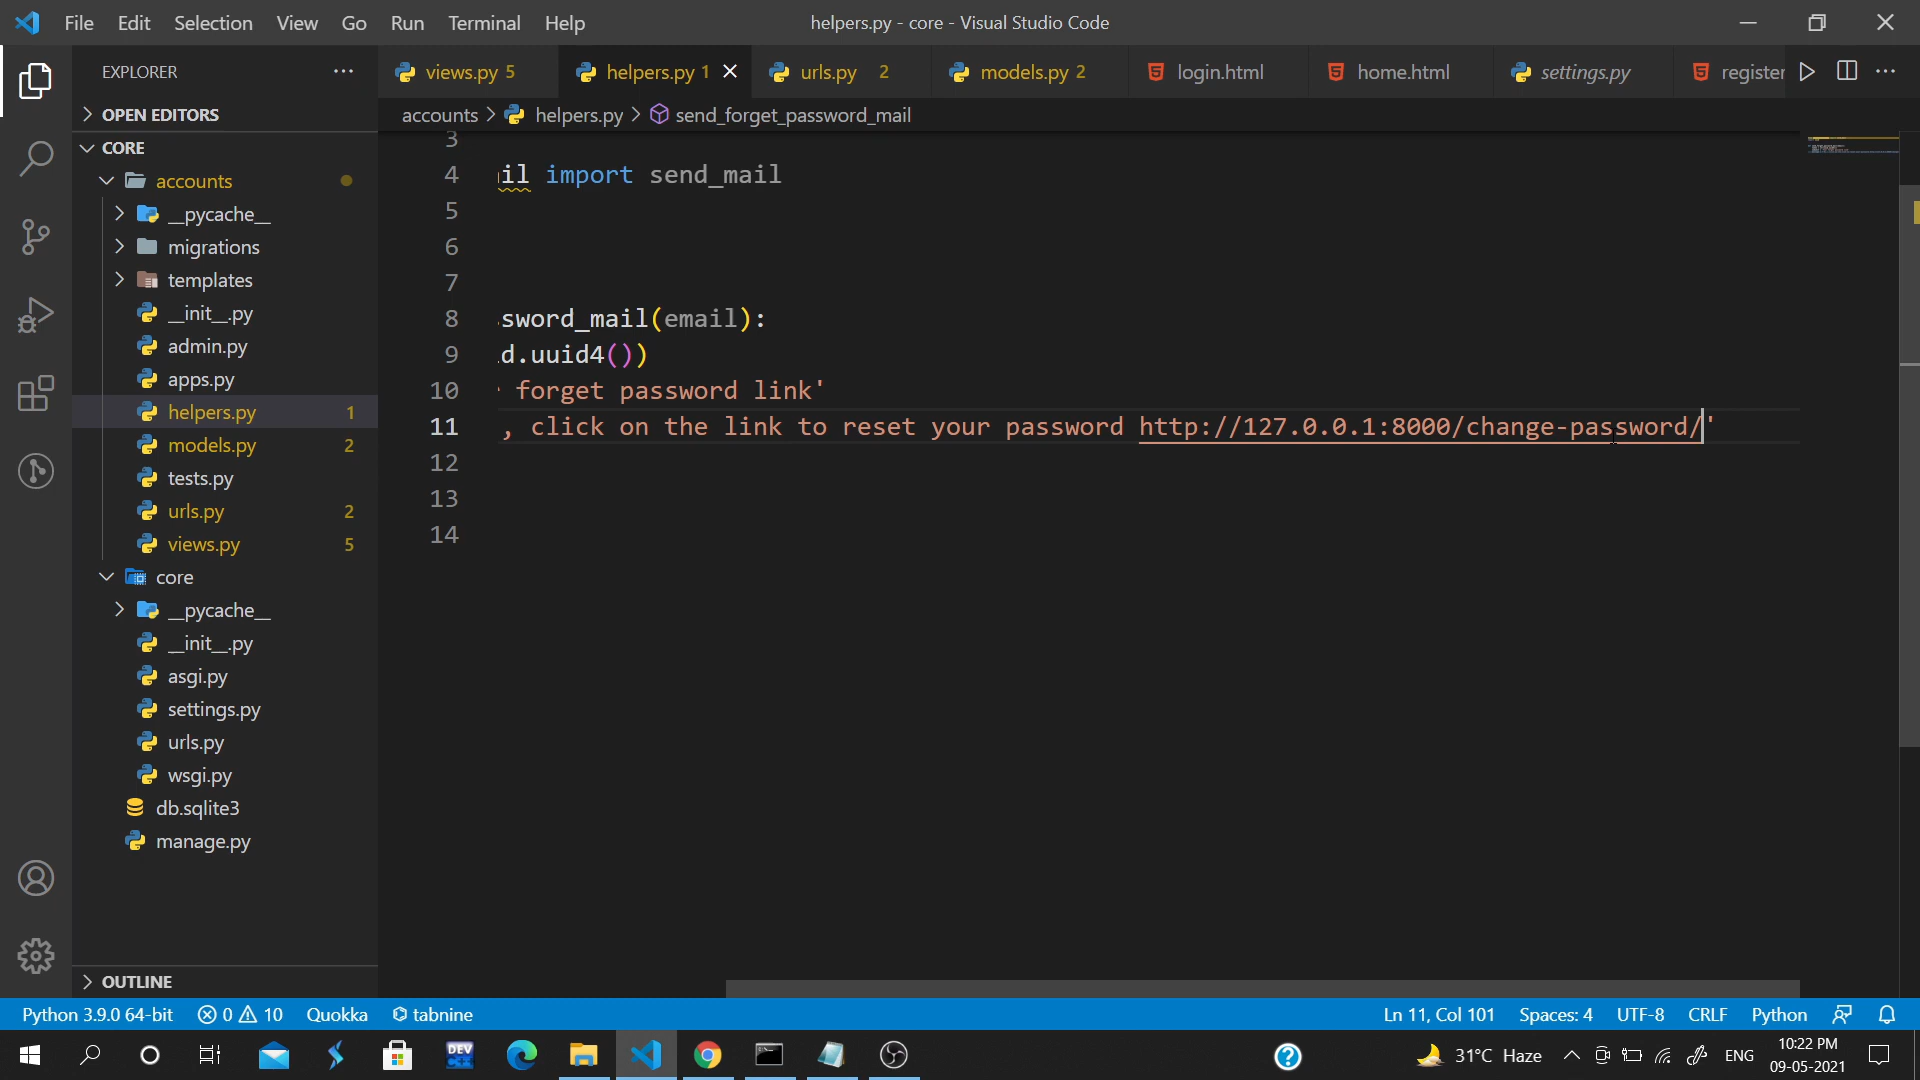 File Edit Selection View Go Run Terminal Help
helpers.py - core - Visual Studio Code
EXPLORER
views.py 5
helpers.py 1
urls.py 2
models.py 2
login.html
home.html
settings.py
register
OPEN EDITORS
accounts > helpers.py > send_forget_password_mail
CORE
accounts
__pycache__
migrations
templates
__init__.py
admin.py
apps.py
helpers.py 1
models.py 2
tests.py
urls.py 2
views.py 5
core
__pycache__
__init__.py
asgi.py
settings.py
urls.py
wsgi.py
db.sqlite3
manage.py
OUTLINE
3
4 il import send_mail
5
6
7
8 sword_mail(email):
9 d.uuid4())
10 ' forget password link'
11 , click on the link to reset your password http://127.0.0.1:8000/change-password/'
12
13
14
Python 3.9.0 64-bit 0 10 Quokka tabnine
Ln 11, Col 101 Spaces: 4 UTF-8 CRLF Python
DEV C++
31°C Haze
ENG
10:22 PM
09-05-2021